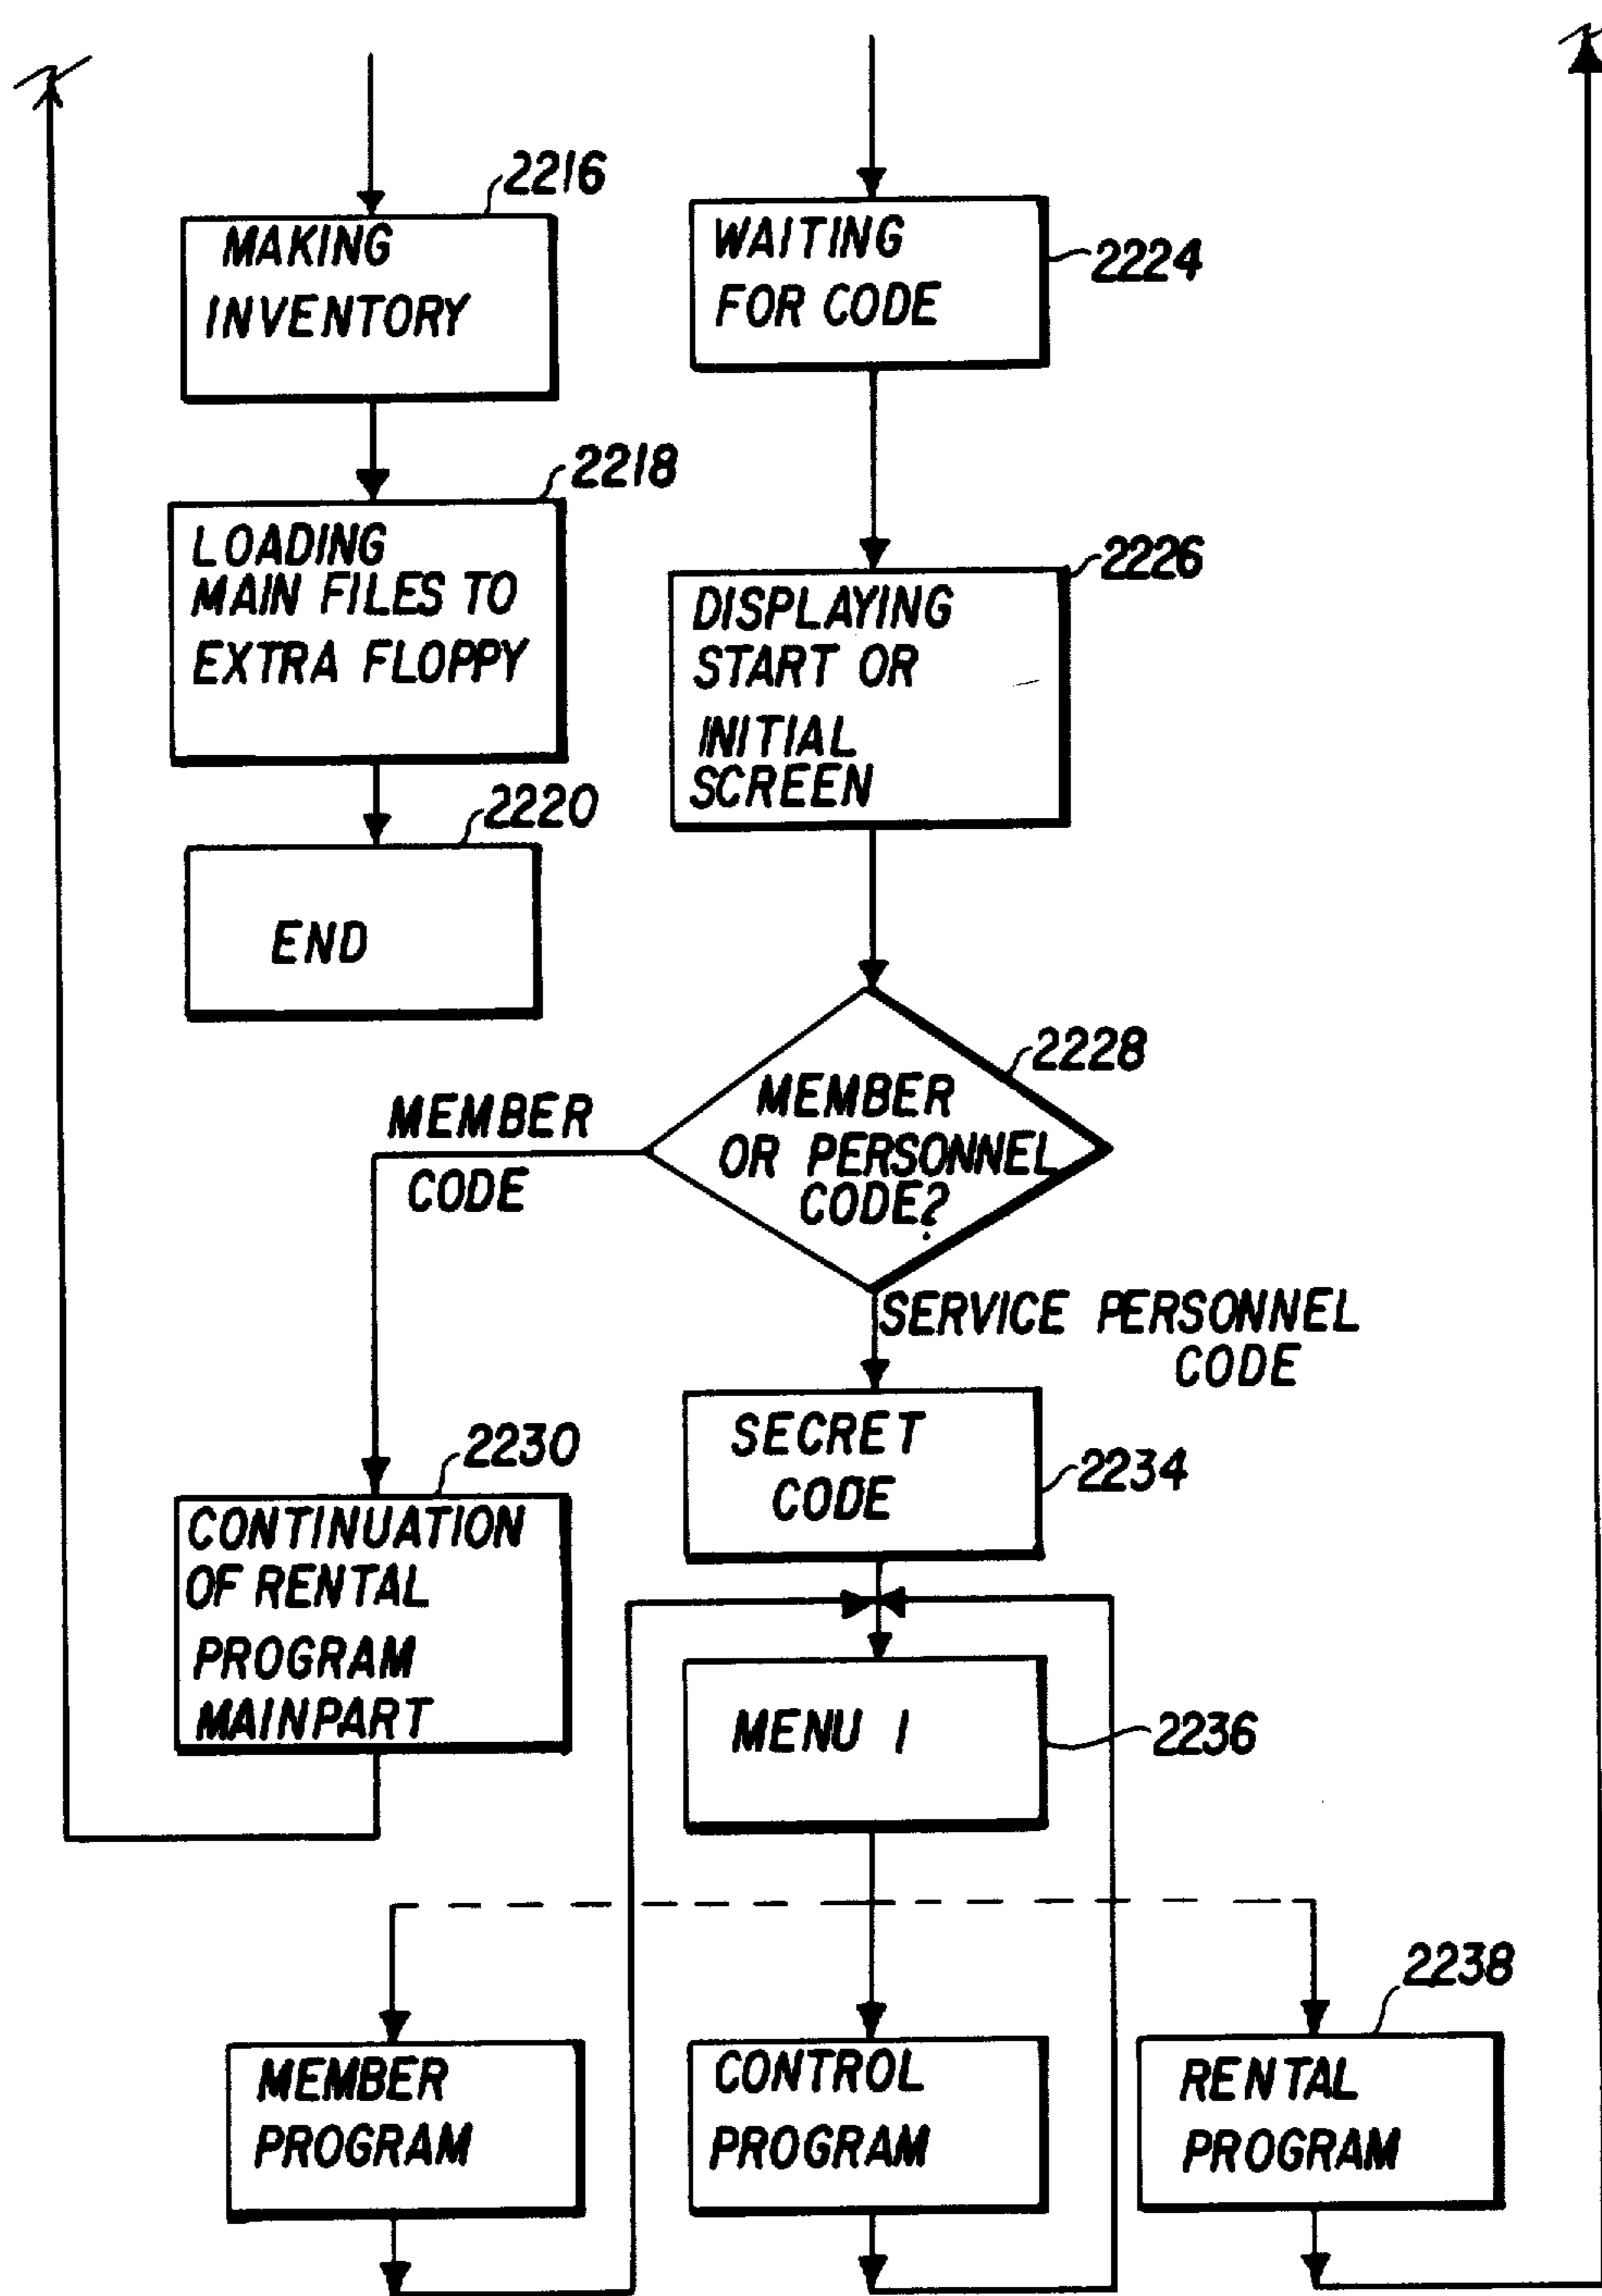 2216
MAKING
INVENTORY
2218
LOADING
MAIN FILES TO
EXTRA FLOPPY
2220
END
WAITING
FOR CODE
2224
2226
DISPLAYING
START OR
INITIAL
SCREEN
2228
MEMBER
OR PERSONNEL
CODE?
MEMBER
CODE
SERVICE PERSONNEL
CODE
2230
CONTINUATION
OF RENTAL
PROGRAM
MAINPART
SECRET
CODE
2234
MENU 1
2236
MEMBER
PROGRAM
CONTROL
PROGRAM
2238
RENTAL
PROGRAM